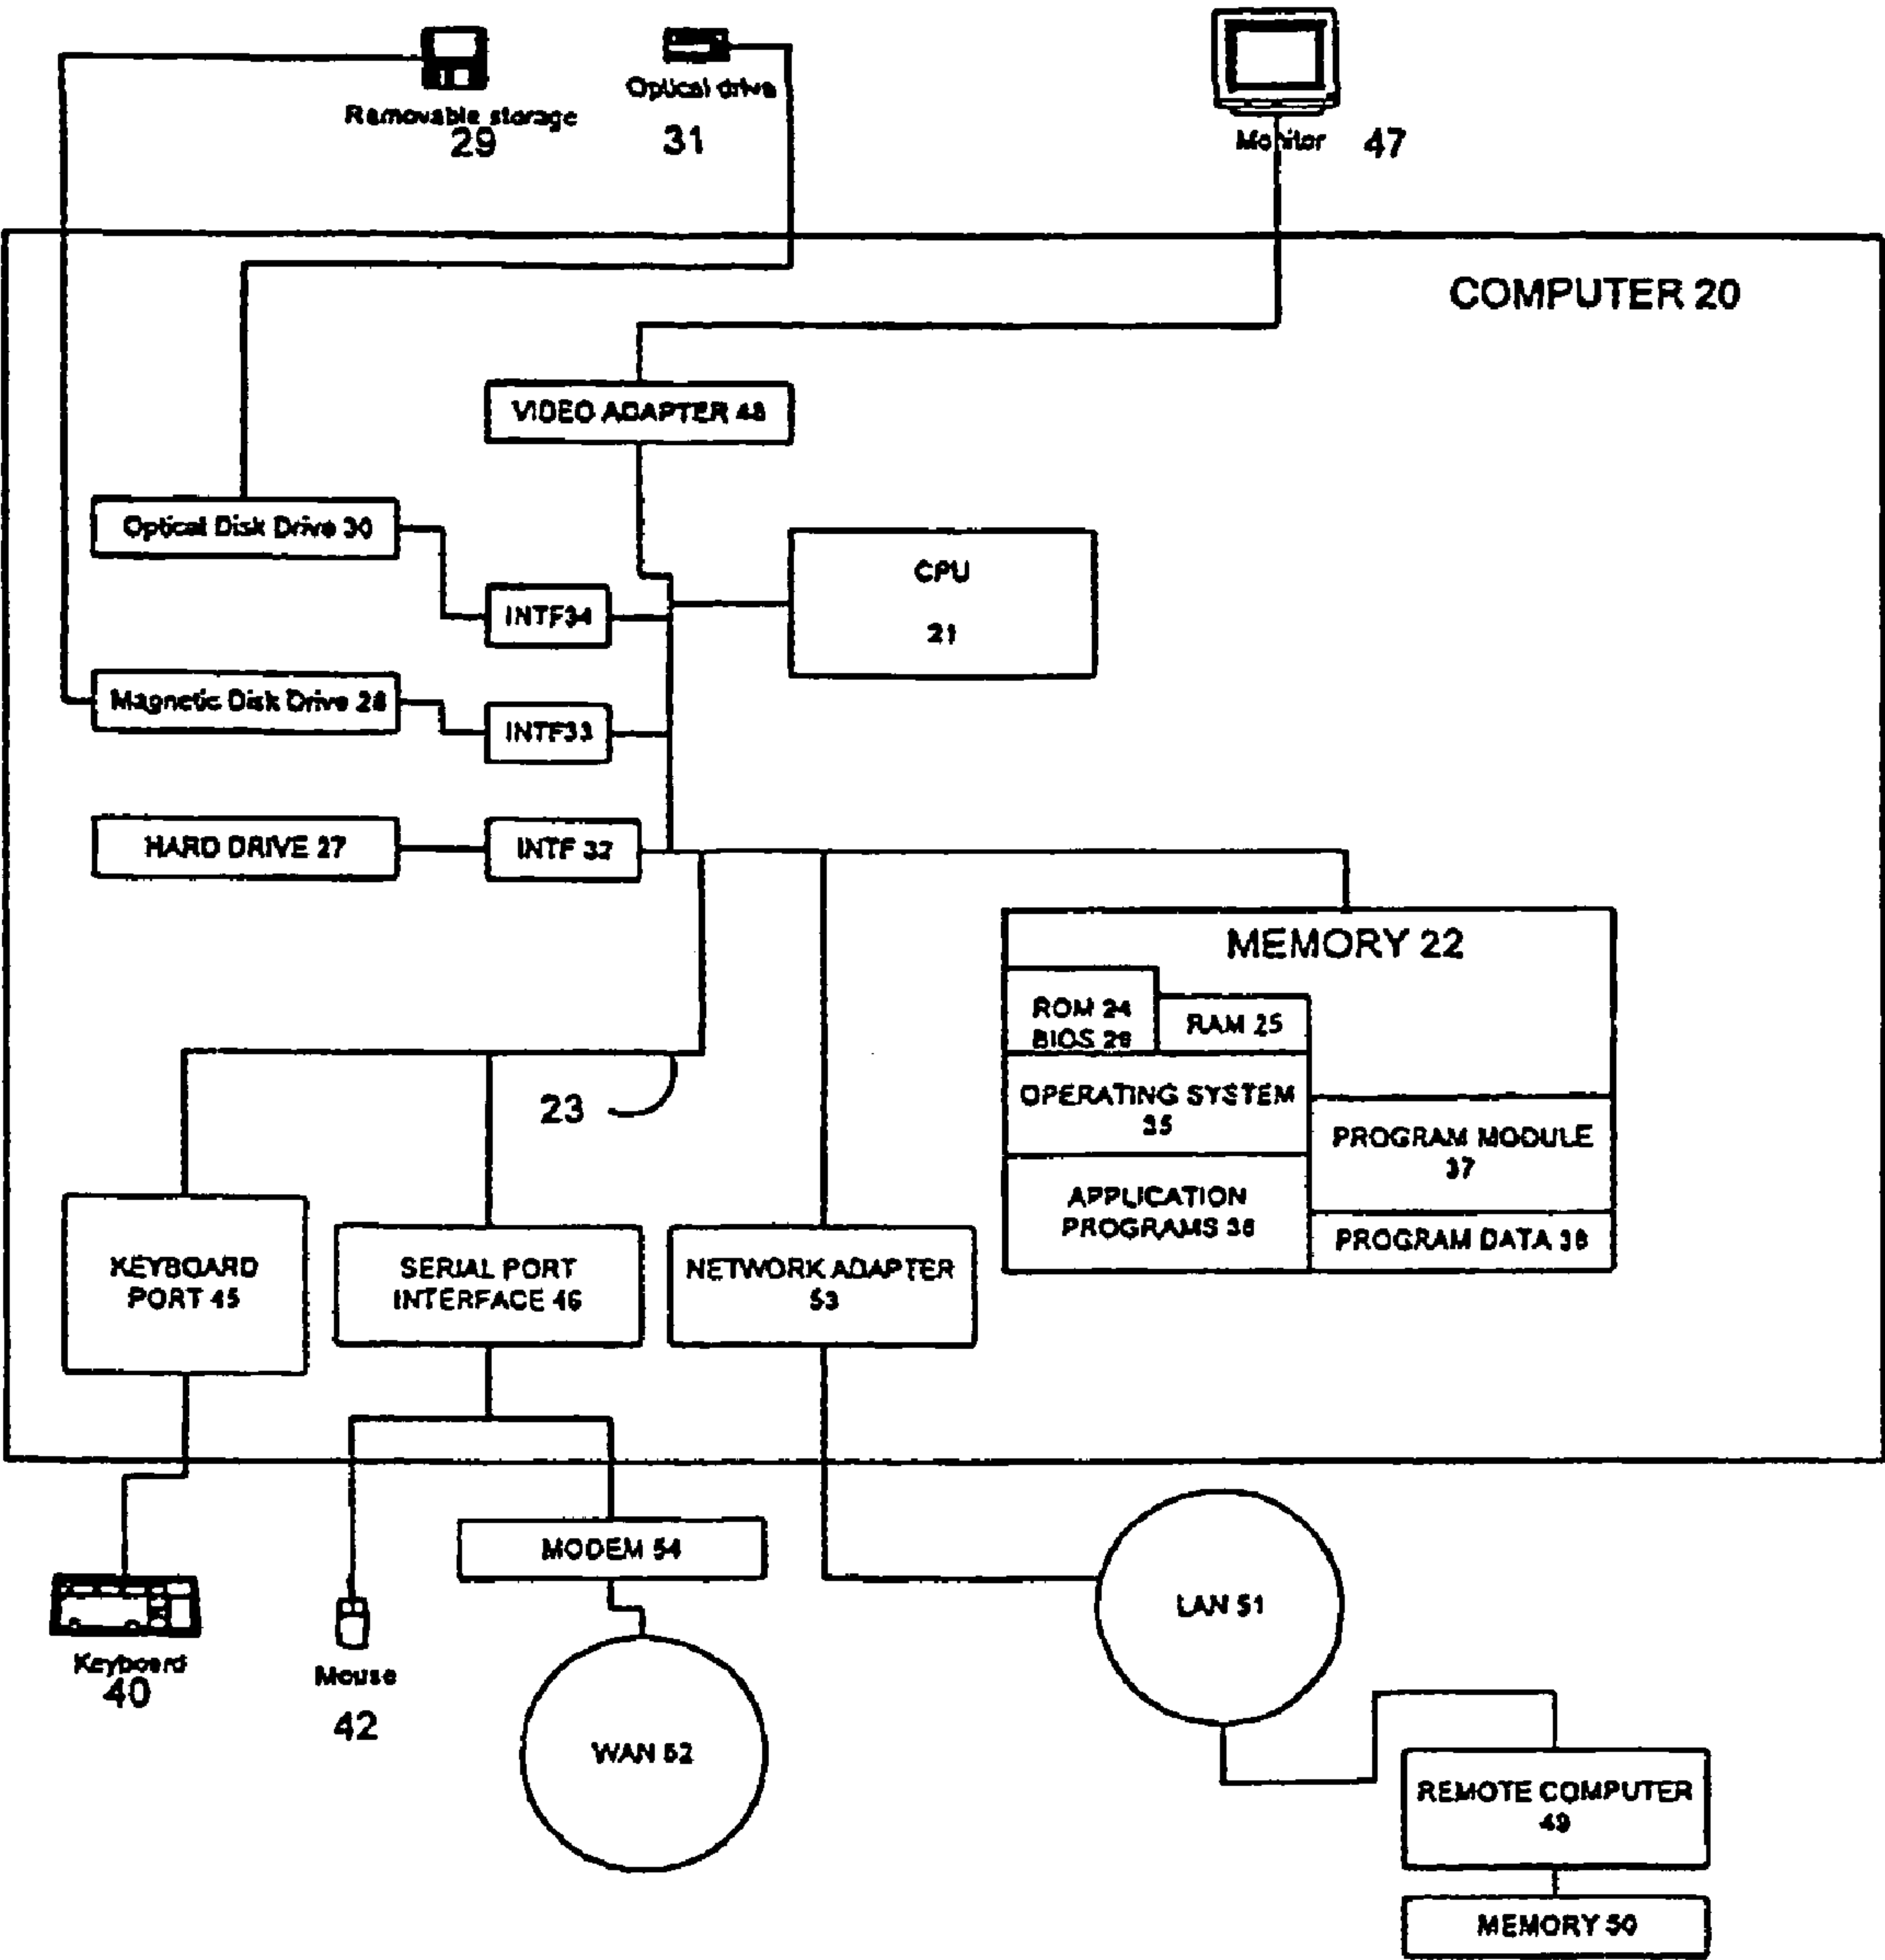 Removable storage
29
Optical drive
31
Monitor 47
COMPUTER 20
VIDEO ADAPTER 48
Optical Disk Drive 30
CPU
21
INTF34
Magnetic Disk Drive 28
INTF33
HARD DRIVE 27
INTF 32
MEMORY 22
ROM 24
BIOS 26
RAM 25
OPERATING SYSTEM
35
PROGRAM MODULE
37
APPLICATION
PROGRAMS 36
PROGRAM DATA 38
23
KEYBOARD
PORT 45
SERIAL PORT
INTERFACE 46
NETWORK ADAPTER
53
MODEM 54
LAN 51
Keyboard
40
Mouse
42
WAN 52
REMOTE COMPUTER
49
MEMORY 50